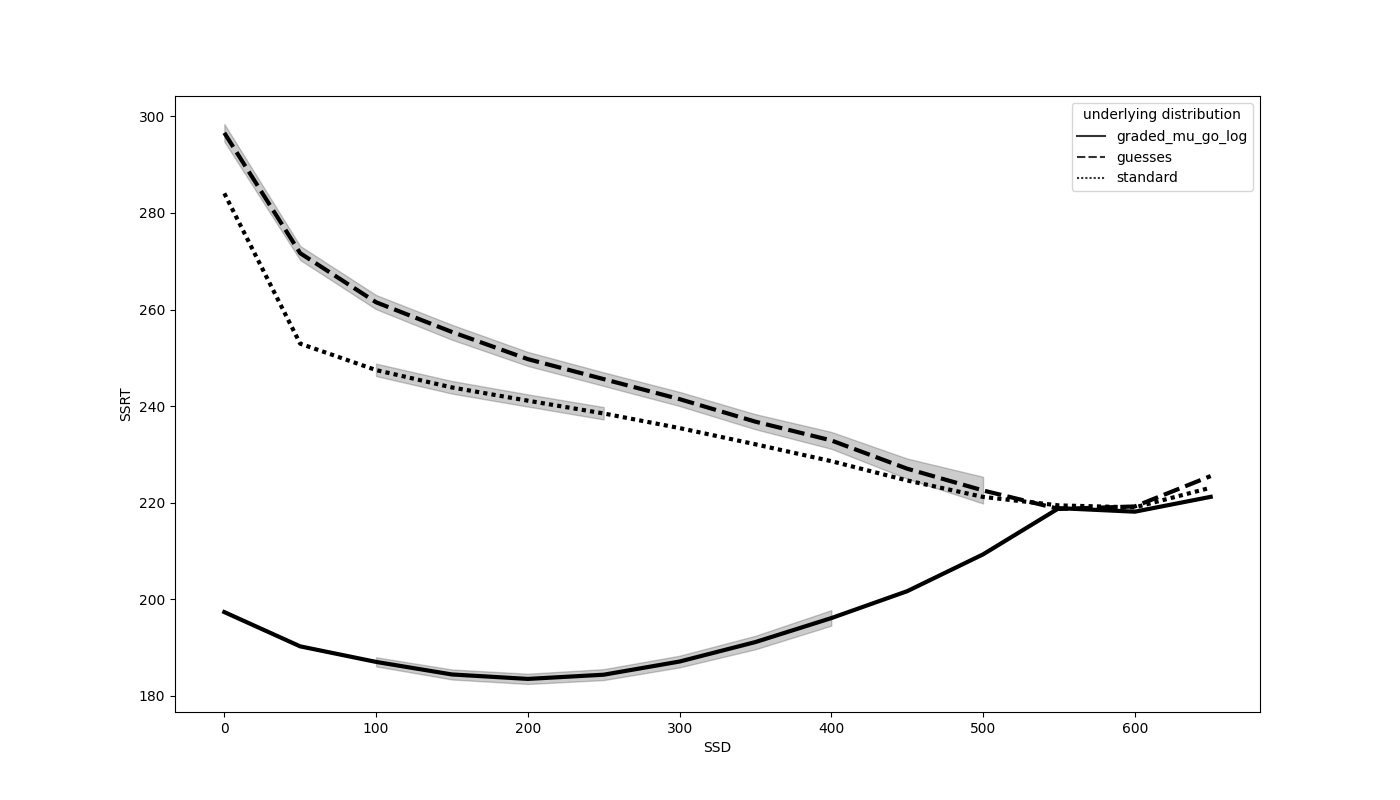 300
280
260
240
220
200
180
SSRT
0 100 200 300 400 500 600
SSD
underlying distribution
graded_mu_go_log
guesses
standard